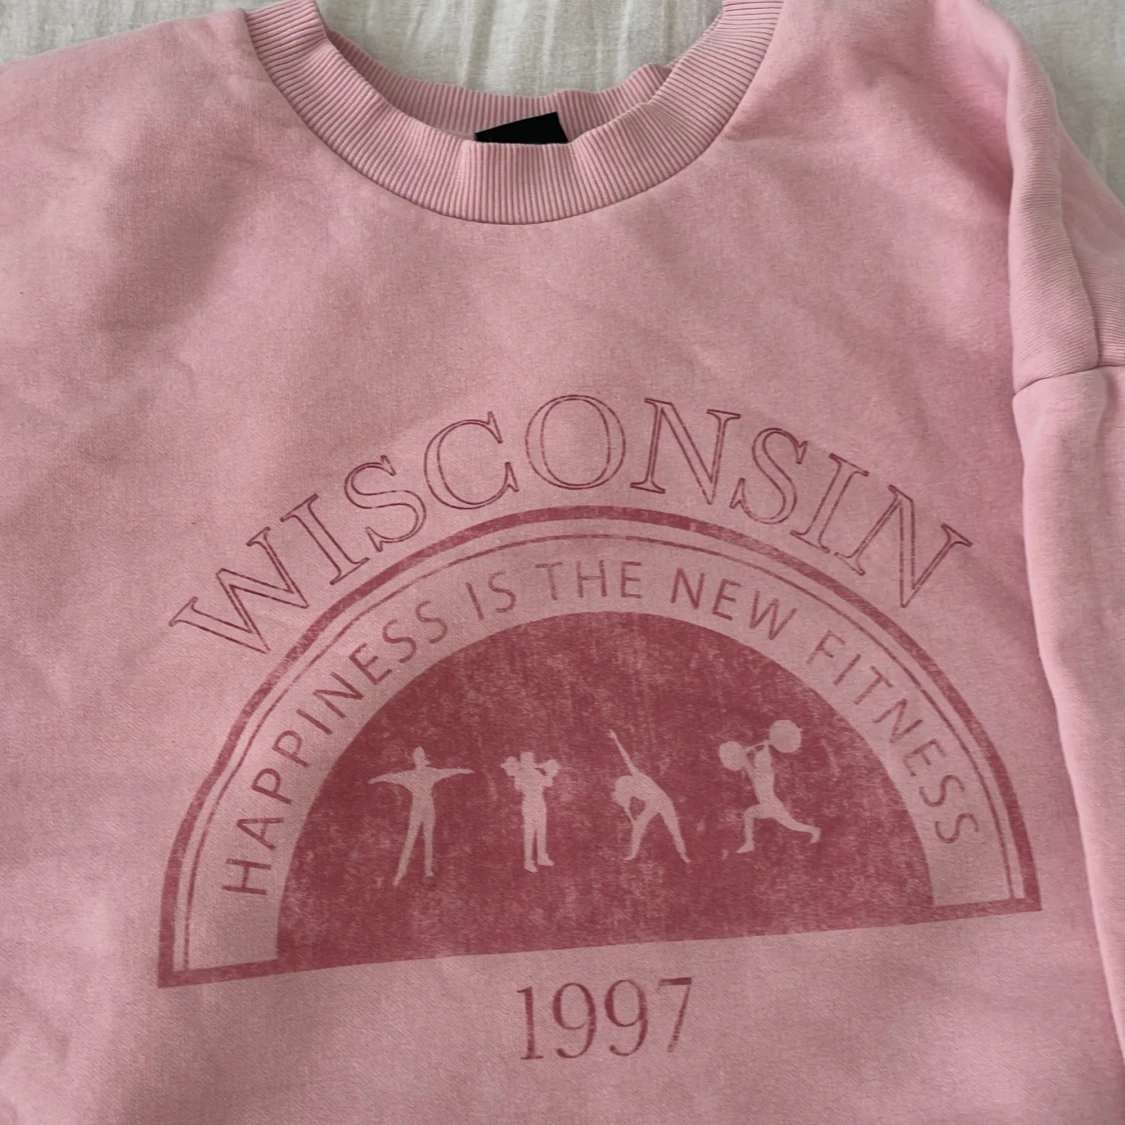 WISCONSIN
HAPPINESS IS THE NEW FITNESS
1997